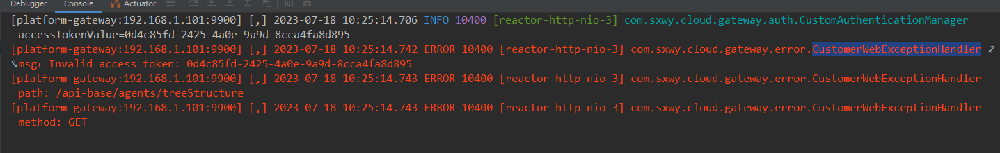 Debugger Console Actuator
[platform-gateway:192.168.1.101:9900] [,] 2023-07-18 10:25:14.706 INFO 10400 [reactor-http-nio-3] com.sxwy.cloud.gateway.auth.CustomAuthenticationManager
accessTokenValue=0d4c85fd-2425-4a0e-9a9d-8cca4fa8d895
[platform-gateway:192.168.1.101:9900] [,] 2023-07-18 10:25:14.742 ERROR 10400 [reactor-http-nio-3] com.sxwy.cloud.gateway.error.CustomerWebExceptionHandler
msg：Invalid access token: 0d4c85fd-2425-4a0e-9a9d-8cca4fa8d895
[platform-gateway:192.168.1.101:9900] [,] 2023-07-18 10:25:14.743 ERROR 10400 [reactor-http-nio-3] com.sxwy.cloud.gateway.error.CustomerWebExceptionHandler
path: /api-base/agents/treeStructure
[platform-gateway:192.168.1.101:9900] [,] 2023-07-18 10:25:14.743 ERROR 10400 [reactor-http-nio-3] com.sxwy.cloud.gateway.error.CustomerWebExceptionHandler
method: GET